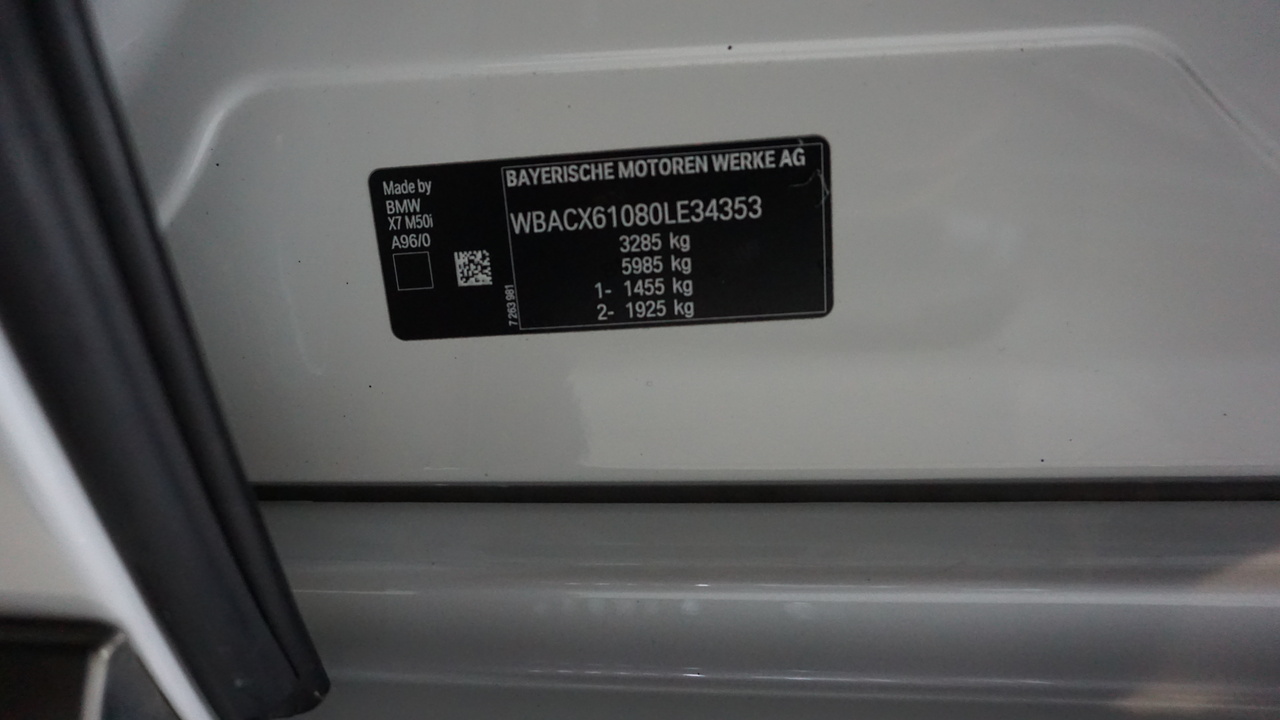 Made by
BMW
X7 M50i
A96/0
7 263 981
BAYERISCHE MOTOREN WERKE AG
WBACX61080LE34353
3285 kg
5985 kg
1- 1455 kg
2- 1925 kg